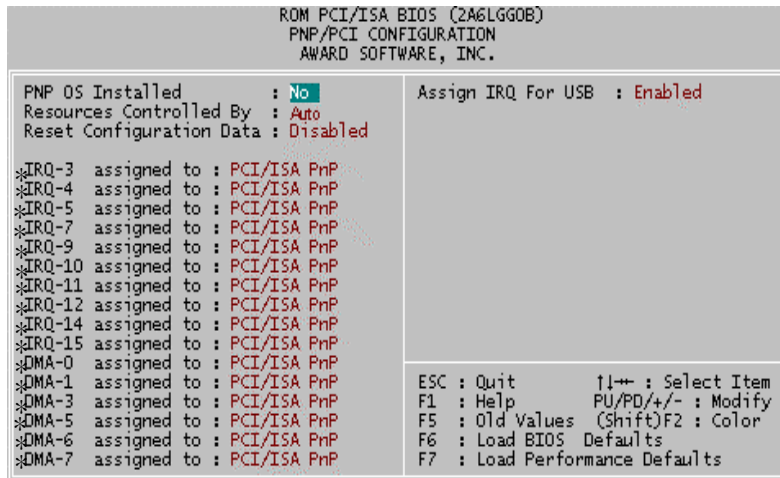 ROM PCI/ISA BIOS (2A6LGG0B)
PNP/PCI CONFIGURATION
AWARD SOFTWARE, INC.
PNP OS Installed : No
Resources Controlled By : Auto
Reset Configuration Data : Disabled
*IRQ-3 assigned to : PCI/ISA PnP
*IRQ-4 assigned to : PCI/ISA PnP
*IRQ-5 assigned to : PCI/ISA PnP
*IRQ-7 assigned to : PCI/ISA PnP
*IRQ-9 assigned to : PCI/ISA PnP
*IRQ-10 assigned to : PCI/ISA PnP
*IRQ-11 assigned to : PCI/ISA PnP
*IRQ-12 assigned to : PCI/ISA PnP
*IRQ-14 assigned to : PCI/ISA PnP
*IRQ-15 assigned to : PCI/ISA PnP
*DMA-0 assigned to : PCI/ISA PnP
*DMA-1 assigned to : PCI/ISA PnP
*DMA-3 assigned to : PCI/ISA PnP
*DMA-5 assigned to : PCI/ISA PnP
*DMA-6 assigned to : PCI/ISA PnP
*DMA-7 assigned to : PCI/ISA PnP
Assign IRQ For USB : Enabled
ESC : Quit ↑↓→← : Select Item
F1 : Help PU/PD/+/- : Modify
F5 : Old Values (Shift)F2 : Color
F6 : Load BIOS Defaults
F7 : Load Performance Defaults